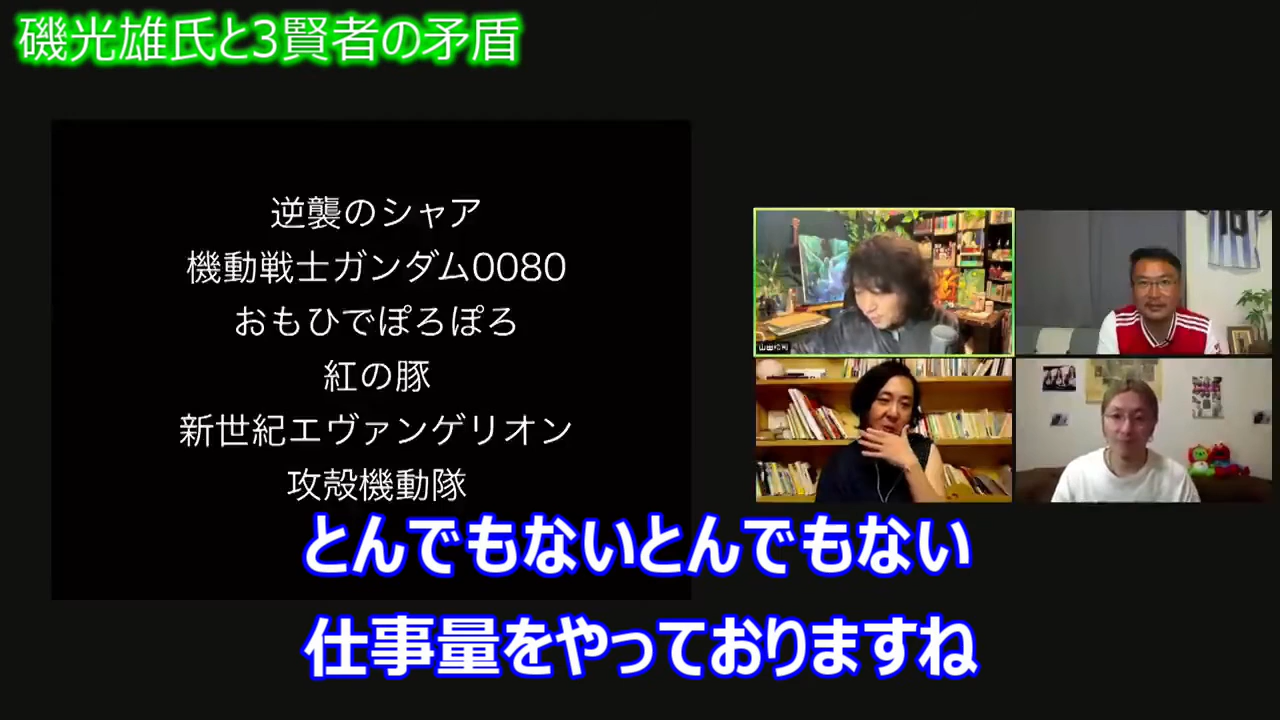 磯光雄氏と3賢者の矛盾
逆襲のシャア
機動戦士ガンダム0080
おもひでぽろぽろ
紅の豚
新世紀エヴァンゲリオン
攻殻機動隊
とんでもないとんでもない
仕事量をやっておりますね